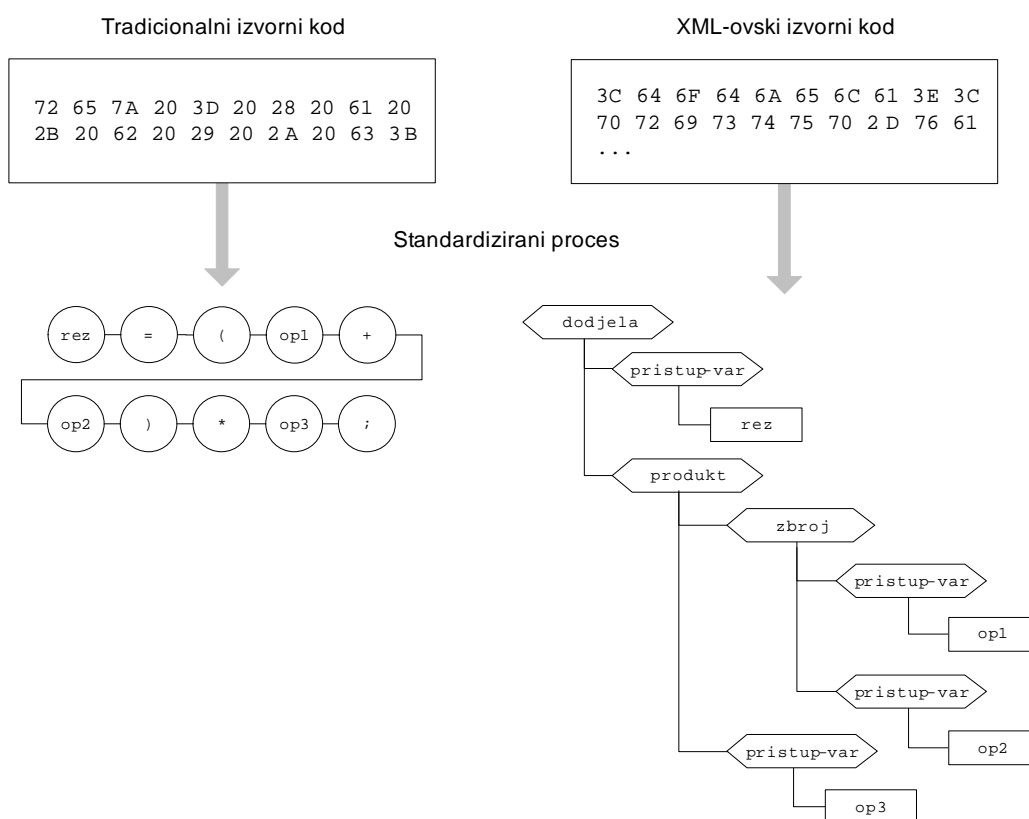 Tradicionalni izvorni kod
72 65 7A 20 3D 20 28 20 61 20
2B 20 62 20 29 20 2A 20 63 3B
XML-ovski izvorni kod
3C 64 6F 64 6A 65 6C 61 3E 3C
70 72 69 73 74 75 70 2D 76 61
...
Standardizirani proces
rez = ( op1 +
op2 ) * op3 ;
dodjela
pristup-var
rez
produkt
zbroj
pristup-var
op1
pristup-var
op2
pristup-var
op3